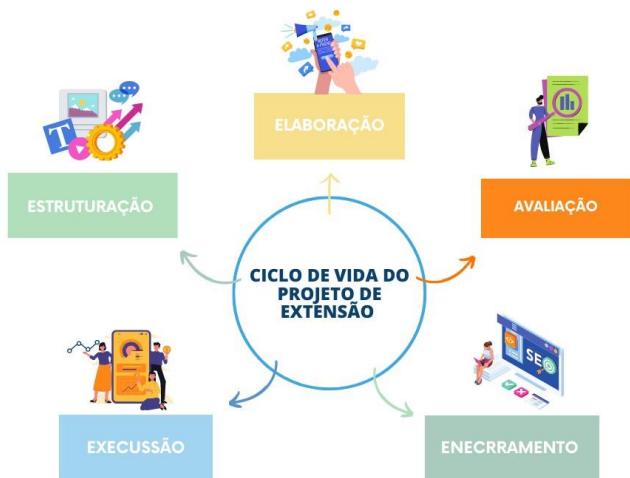 ELABORAÇÃO
ESTRUTURAÇÃO
T
AVALIAÇÃO
CICLO DE VIDA DO
PROJETO DE
EXTENSÃO
SEO
EXECUSSÃO
ENECRRAMENTO